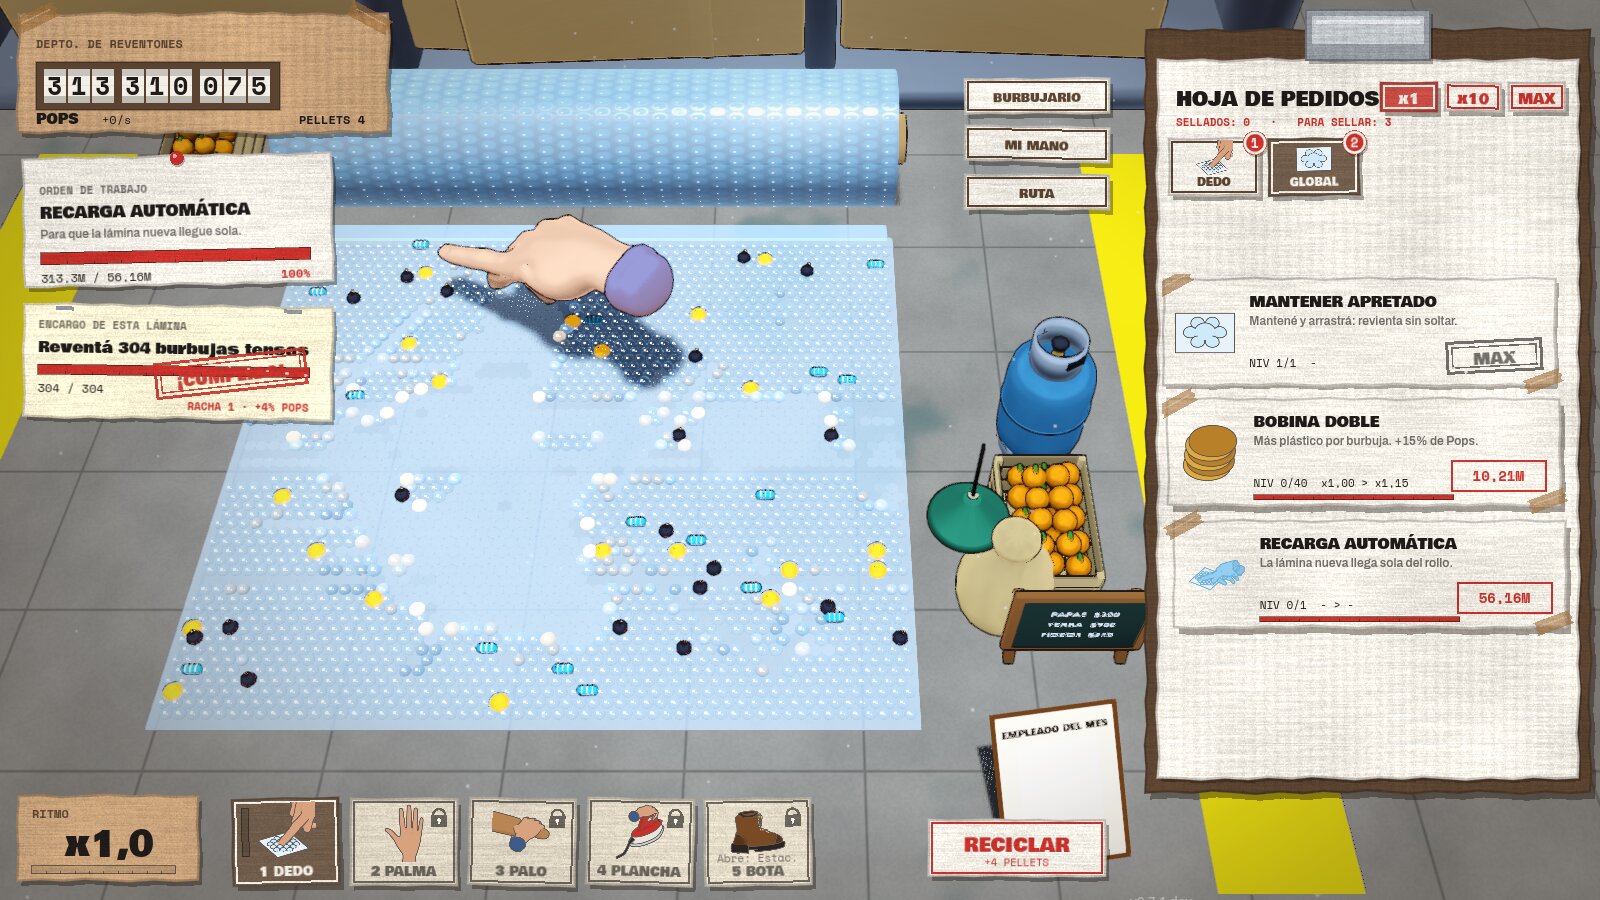 DEPTO. DE REVENTONES
313 310 075
POPS +0/s PELLETS 4
ORDEN DE TRABAJO
RECARGA AUTOMÁTICA
Para que la lámina nueva llegue sola.
313.3M / 56.16M 100%
ENCARGO DE ESTA LÁMINA
Reventá 304 burbujas tensas
304 / 304
RACHA 1 · +4% POPS
BURBUJARIO
MI MANO
RUTA
HOJA DE PEDIDOS x1 x10 MAX
SELLADOS: 0 · PARA SELLAR: 3
1 2
DEDO GLOBAL
MANTENER APRETADO
Mantené y arrastrá: revienta sin soltar.
NIV 1/1 -
MAX
BOBINA DOBLE
Más plástico por burbuja. +15% de Pops.
NIV 0/40 x1.00 > x1.15
10,21M
RECARGA AUTOMÁTICA
La lámina nueva llega sola del rollo.
NIV 0/1 - > -
56,16M
EMPLEADO DEL MES
RITMO
x1,0
1 DEDO
2 PALMA
3 PALO
4 PLANCHA
Abre: Estac.
5 BOTA
RECICLAR
+4 PELLETS